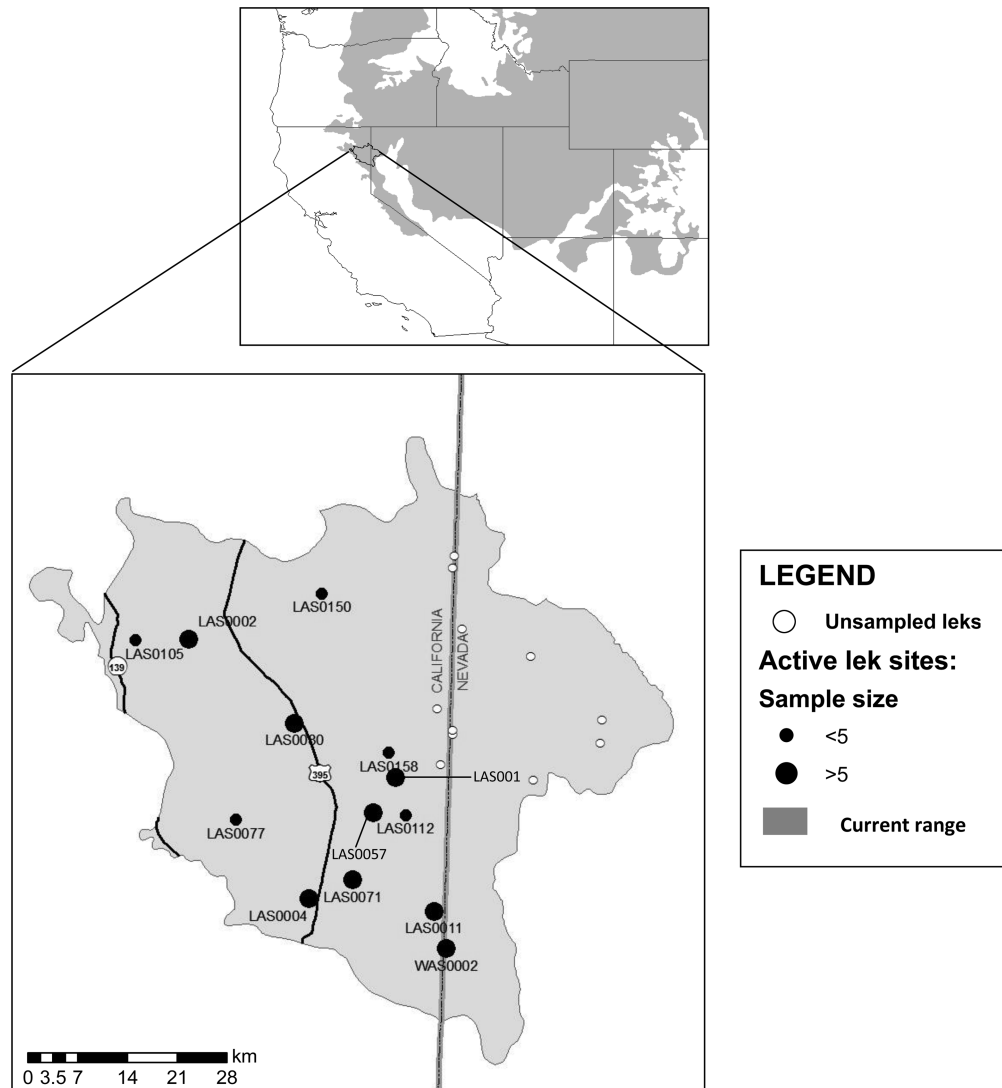 LAS0150
LAS0002
LAS0105
139
CALIFORNIA
NEVADA
LAS0030
395
LAS0158
LAS001
LAS0077
LAS0112
LAS0057
LAS0071
LAS0004
LAS0011
WAS0002
km
0 3.5 7 14 21 28
LEGEND
Unsampled leks
Active lek sites:
Sample size
<5
>5
Current range